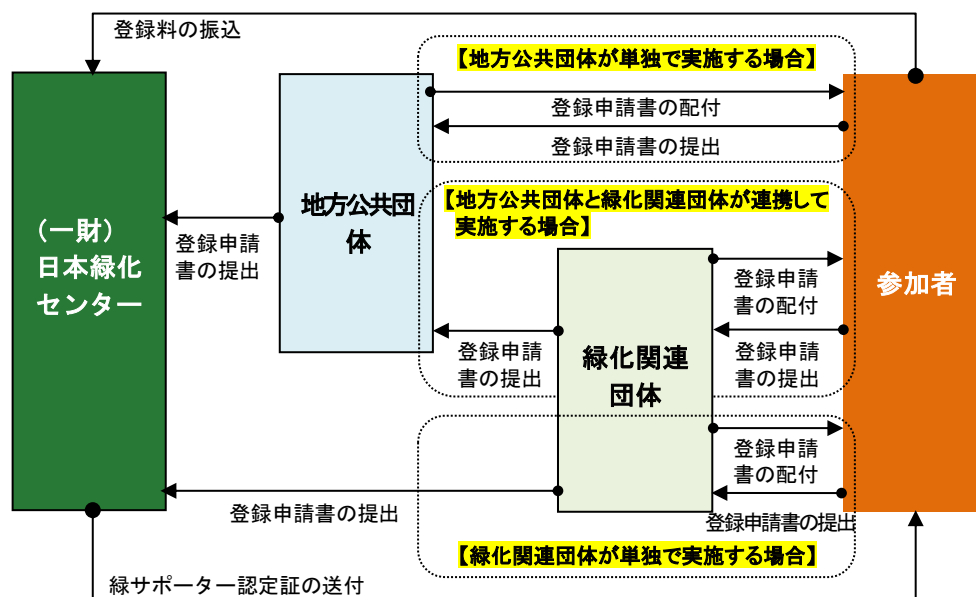 登録料の振込
【地方公共団体が単独で実施する場合】
登録申請書の配付
登録申請書の提出
(一財)
日本緑化
センター
登録申請
書の提出
地方公共団
体
【地方公共団体と緑化関連団体が連携して
実施する場合】
登録申請
書の配付
登録申請
書の提出
登録申請
書の提出
緑化関連
団体
参加者
登録申請
書の配付
登録申請書の提出
登録申請書の提出
【緑化関連団体が単独で実施する場合】
緑サポーター認定証の送付